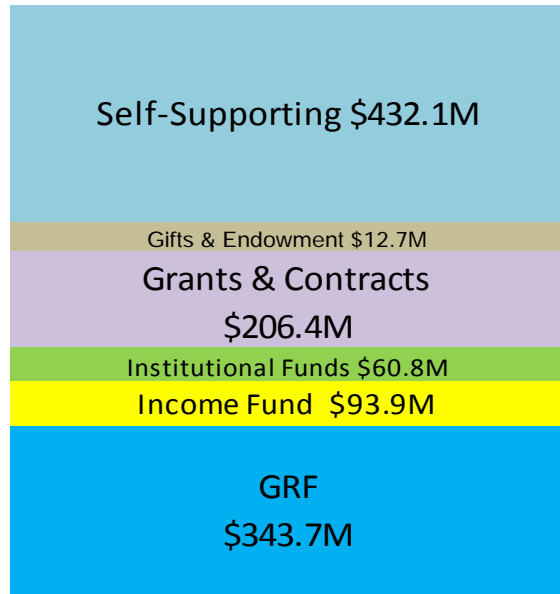 Self-Supporting $432.1M
Gifts & Endowment $12.7M
Grants & Contracts
$206.4M
Institutional Funds $60.8M
Income Fund $93.9M
GRF
$343.7M